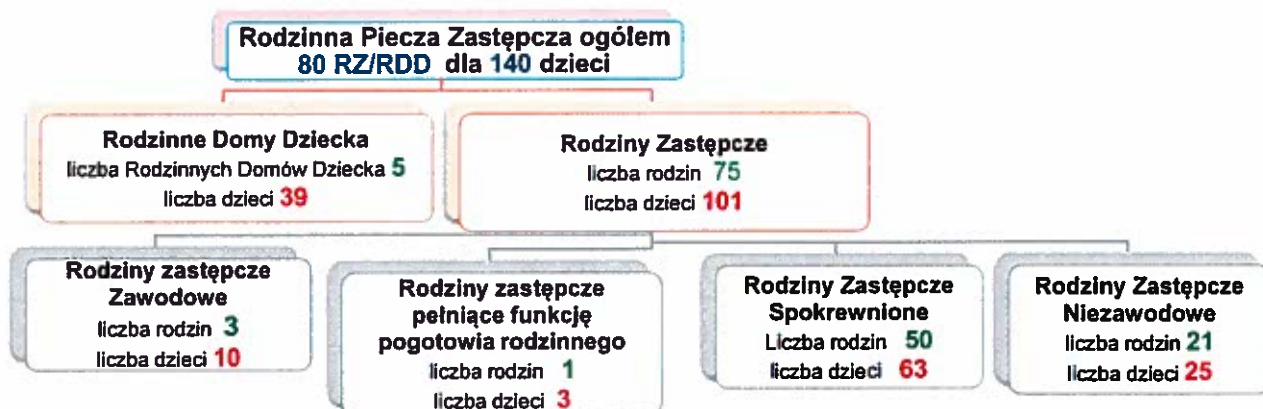 Rodzinna Piecza Zastępcza ogółem
80 RZ/RDD dla 140 dzieci
Rodzinne Domy Dziecka
liczba Rodzinnych Domów Dziecka 5
liczba dzieci 39
Rodziny Zastępcze
liczba rodzin 75
liczba dzieci 101
Rodziny zastępcze
Zawodowe
liczba rodzin 3
liczba dzieci 10
Rodziny zastępcze
pełniące funkcję
pogotowia rodzinnego
liczba rodzin 1
liczba dzieci 3
Rodziny Zastępcze
Spokrewnione
Liczba rodzin 50
liczba dzieci 63
Rodziny Zastępcze
Niezawodowe
liczba rodzin 21
liczba dzieci 25